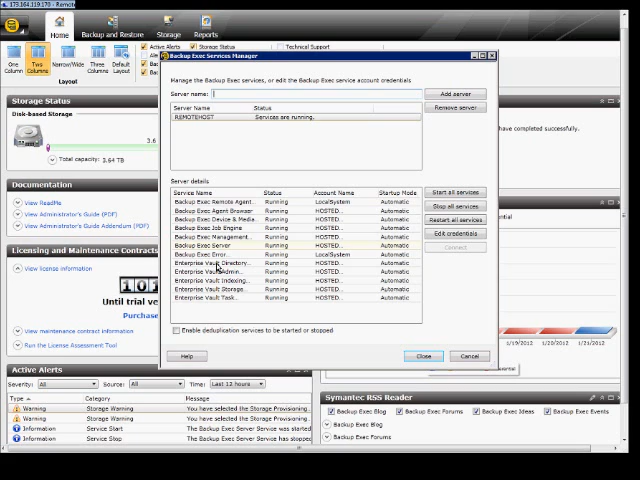 173.164.119.170 - Remote
Home
Backup and Restore
Storage
Reports
One Column
Two Columns
Narrow/Wide
Three Columns
Default Layout
Layout
Active Alerts
Storage Status
Technical Support
Backup Exec Services Manager
Manage the Backup Exec services, or edit the Backup Exec service account credentials
Server name:
Add server
Remove server
Server Name Status
REMOTEHOST Services are running.
Server details
Service Name Status Account Name Startup Mode
Backup Exec Remote Agent... Running LocalSystem Automatic
Backup Exec Agent Browser Running HOSTED... Automatic
Backup Exec Device & Media... Running HOSTED... Automatic
Backup Exec Job Engine Running HOSTED... Automatic
Backup Exec Management... Running HOSTED... Automatic
Backup Exec Server Running HOSTED... Automatic
Backup Exec Error... Running LocalSystem Automatic
Enterprise Vault Directory... Running HOSTED... Automatic
Enterprise Vault Admin... Running HOSTED... Automatic
Enterprise Vault Indexing... Running HOSTED... Automatic
Enterprise Vault Storage... Running HOSTED... Automatic
Enterprise Vault Task... Running HOSTED... Automatic
Start all services
Stop all services
Restart all services
Edit credentials
Connect
Enable deduplication services to be started or stopped
Help
Close
Cancel
Storage Status
Disk-based Storage
3.6
Total capacity: 3.64 TB
Documentation
View ReadMe
View Administrator's Guide (PDF)
View Administrator's Guide Addendum (PDF)
Licensing and Maintenance Contracts
View license information
Until trial ve
Purchase
View maintenance contract information
Run the License Assessment Tool
have completed successfully.
1/19/2012 1/20/2012 1/21/2012
Active Alerts
Severity: All Source: All Time: Last 12 hours
Type Category Message
Warning Storage Warning You have selected the Storage Provisioning
Warning Storage Warning You have selected the Storage Provisioning
Information Service Start The Backup Exec Server Service was started
Information Service Stop The Backup Exec Server Service has stopped
Symantec RSS Reader
Backup Exec Blog
Backup Exec Forums
Backup Exec Ideas
Backup Exec Events
Backup Exec Blog
Backup Exec Forums